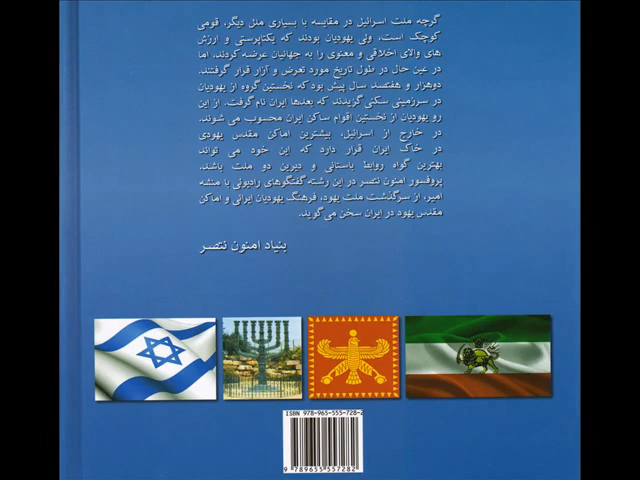 گرچه ملت اسرائیل در مقایسه با بسیاری ملل دیگر، قومی
کوچک است، ولی یهودیان بودند که یکتاپرستی و ارزش
های والای اخلاقی و معنوی را به جهانیان عرضه کردند، اما
در عین حال در طول تاریخ مورد تعرض و آزار قرار گرفتند.
دوهزار و هفتصد سال پیش بود که نخستین گروه از یهودیان
در سرزمینی سکنی گزیدند که بعدها ایران نام گرفت. از این
رو یهودیان از نخستین اقوام ساکن ایران محسوب می شوند.
در خارج از اسرائیل، بیشترین اماکن مقدس یهودی
در خاک ایران قرار دارد که این خود می تواند
بهترین گواه روابط باستانی و دیرین دو ملت باشد.
پروفسور امنون نتصر در این رشته گفتگوهای رادیوئی با منشه
امیر، از سرگذشت ملت یهود، فرهنگ یهودیان ایرانی و اماکن
مقدس یهود در ایران سخن می‌گوید.
بنیاد امنون نتصر
ISBN 978-965-555-728-2
9 789655 557282